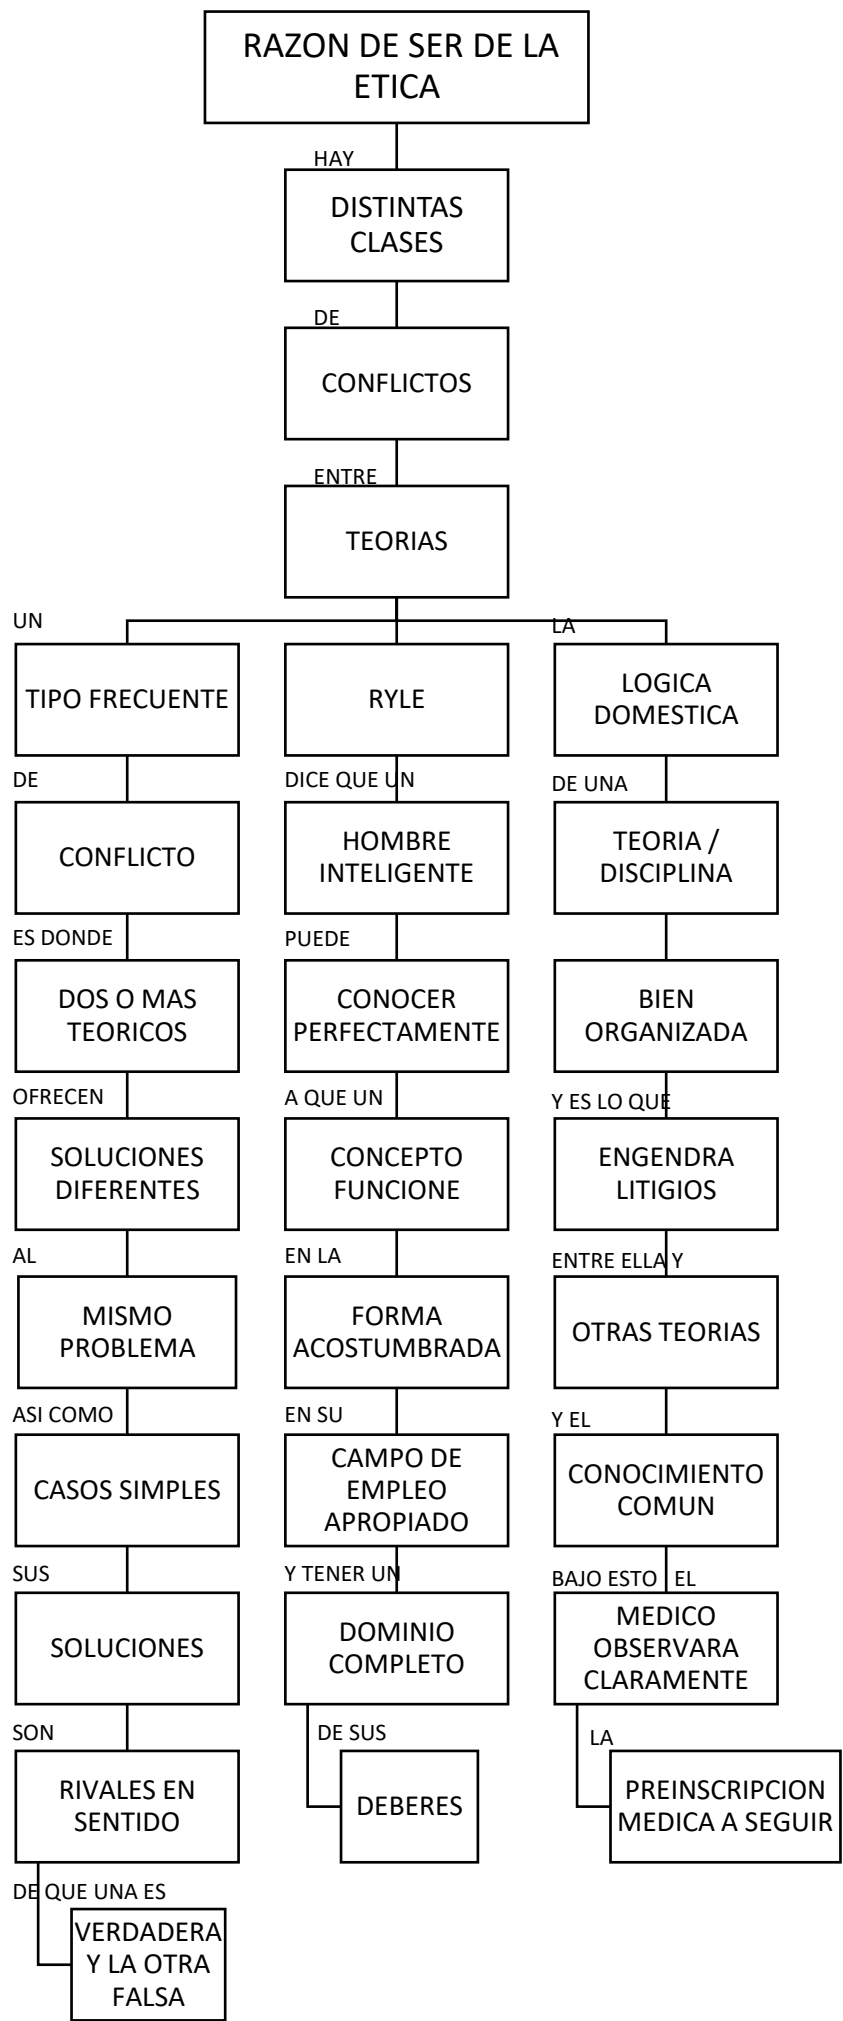 RAZON DE SER DE LA
ETICA
HAY
DISTINTAS
CLASES
DE
CONFLICTOS
ENTRE
TEORIAS
UN
TIPO FRECUENTE
DE
CONFLICTO
ES DONDE
DOS O MAS
TEORICOS
OFRECEN
SOLUCIONES
DIFERENTES
AL
MISMO
PROBLEMA
ASI COMO
CASOS SIMPLES
SUS
SOLUCIONES
SON
RIVALES EN
SENTIDO
DE QUE UNA ES
VERDADERA
Y LA OTRA
FALSA
RYLE
DICE QUE UN
HOMBRE
INTELIGENTE
PUEDE
CONOCER
PERFECTAMENTE
A QUE UN
CONCEPTO
FUNCIONE
EN LA
FORMA
ACOSTUMBRADA
EN SU
CAMPO DE
EMPLEO
APROPIADO
Y TENER UN
DOMINIO
COMPLETO
DE SUS
DEBERES
LA
LOGICA
DOMESTICA
DE UNA
TEORIA /
DISCIPLINA
BIEN
ORGANIZADA
Y ES LO QUE
ENGENDRA
LITIGIOS
ENTRE ELLA Y
OTRAS TEORIAS
Y EL
CONOCIMIENTO
COMUN
BAJO ESTO EL
MEDICO
OBSERVARA
CLARAMENTE
LA
PREINSCRIPCION
MEDICA A SEGUIR